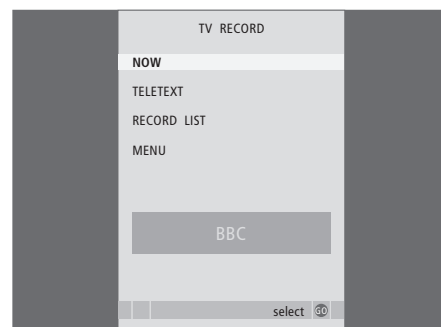 TV RECORD
NOW
TELETEXT
RECORD LIST
MENU
BBC
select GO